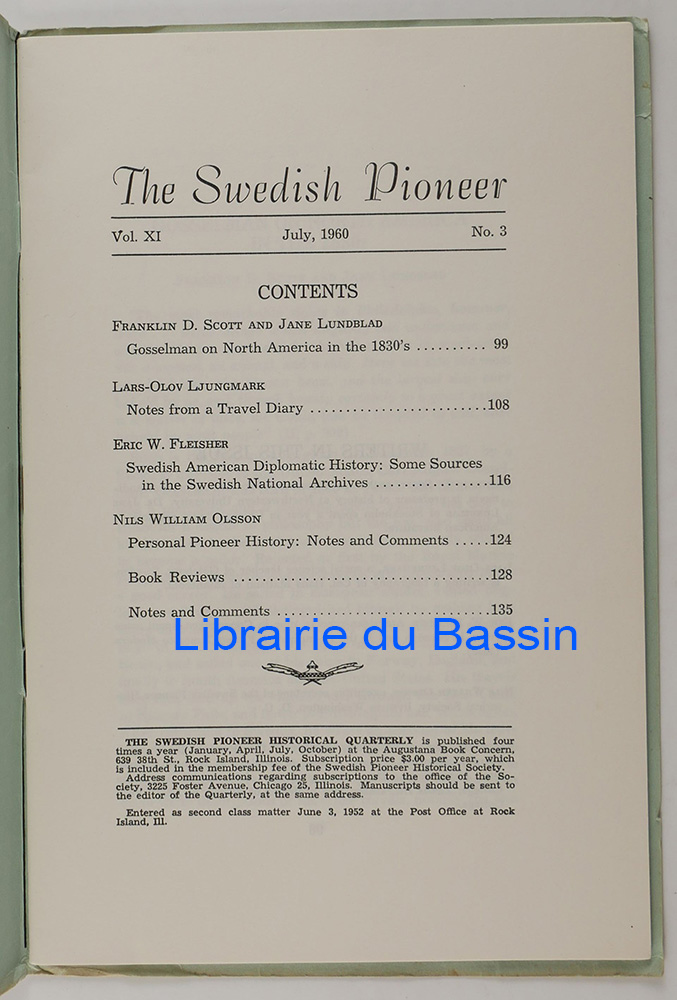 The Swedish Pioneer
Vol. XI July, 1960 No. 3
CONTENTS
FRANKLIN D. SCOTT AND JANE LUNDBLAD
Gosselman on North America in the 1830's .......... 99
LARS-OLOV LJUNGMARK
Notes from a Travel Diary .........................108
ERIC W. FLEISHER
Swedish American Diplomatic History: Some Sources
in the Swedish National Archives ................116
NILS WILLIAM OLSSON
Personal Pioneer History: Notes and Comments .....124
Book Reviews ....................................128
Notes and Comments ..............................135
Librairie du Bassin
THE SWEDISH PIONEER HISTORICAL QUARTERLY is published four
times a year (January, April, July, October) at the Augustana Book Concern,
639 38th St., Rock Island, Illinois. Subscription price $3.00 per year, which
is included in the membership fee of the Swedish Pioneer Historical Society.
Address communications regarding subscriptions to the office of the So-
ciety, 3225 Foster Avenue, Chicago 25, Illinois. Manuscripts should be sent to
the editor of the Quarterly, at the same address.
Entered as second class matter June 3, 1952 at the Post Office at Rock
Island, Ill.